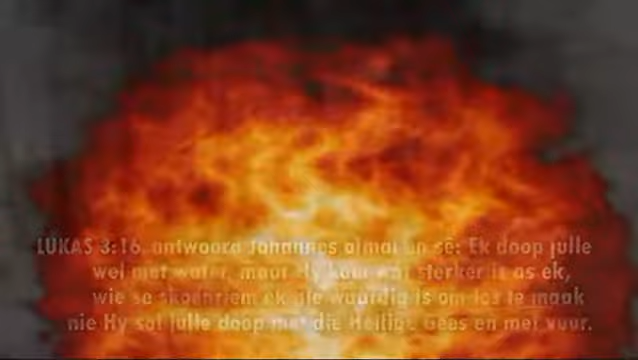 LUKAS 3:16, antwoord Johannes almal en sê: Ek doop julle
wel met water, maar Hy kom wat sterker is as ek,
wie se skoenriem ek nie waardig is om los te maak
nie Hy sal julle doop met die Heilige Gees en met vuur.